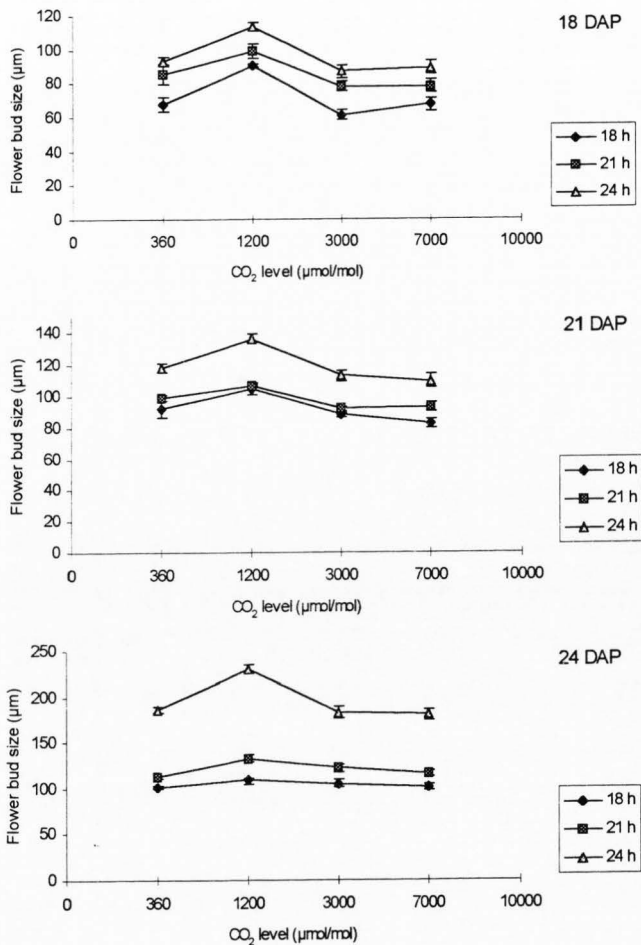 18 DAP
120
100
80
60
40
20
0
Flower bud size (µm)
0 360 1200 3000 7000 10000
CO₂ level (µmol/mol)
18 h
21 h
24 h
21 DAP
140
120
100
80
60
40
20
0
Flower bud size (µm)
0 360 1200 3000 7000 10000
CO₂ level (µmol/mol)
18 h
21 h
24 h
24 DAP
250
200
150
100
50
0
Flower bud size (µm)
0 360 1200 3000 7000 10000
CO₂ level (µmol/mol)
18 h
21 h
24 h